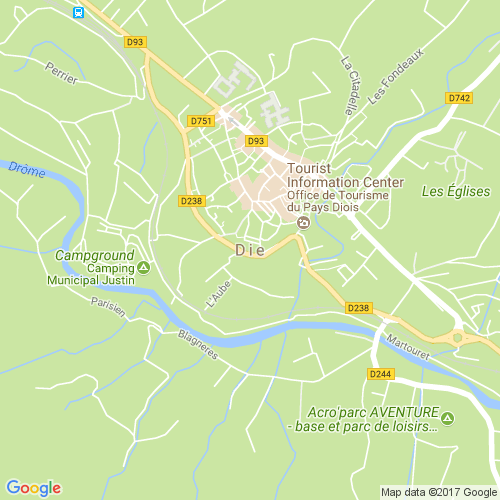 D93
Perrier
La Citadelle
Les Fondeaux
D742
D751
D93
Drôme
Tourist
Information Center
Office de Tourisme
du Pays Diois
Les Églises
D238
Die
Campground
Camping
Municipal Justin
L'Aube
Parisien
D238
Blagneres
Martouret
D244
Acro'parc AVENTURE
- base et parc de loisirs…
Google
Map data ©2017 Google